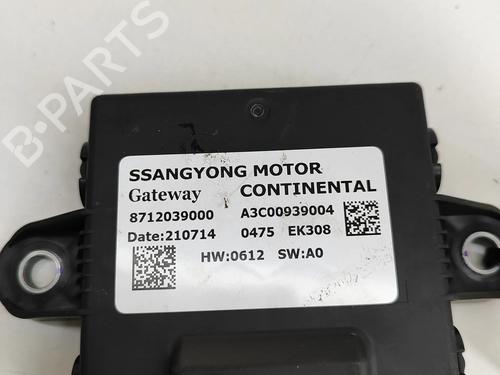 B-PARTS
SSANGYONG MOTOR
Gateway CONTINENTAL
8712039000 A3C00939004
Date:210714 0475 EK308
HW:0612 SW:A0